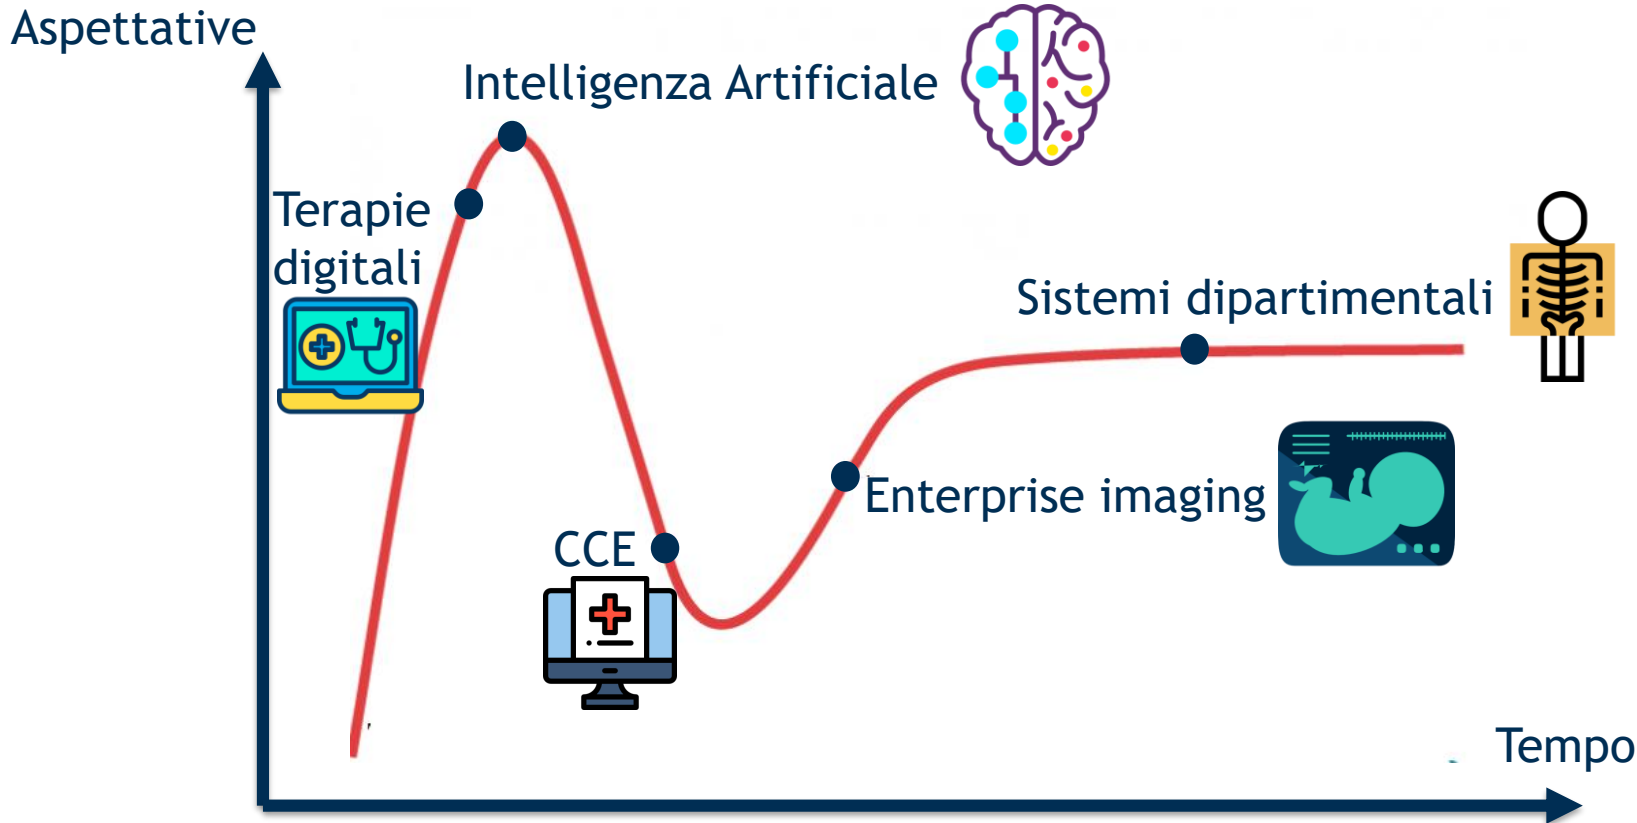 Aspettative
Intelligenza Artificiale
Terapie
digitali
Sistemi dipartimentali
Enterprise imaging
CCE
Tempo